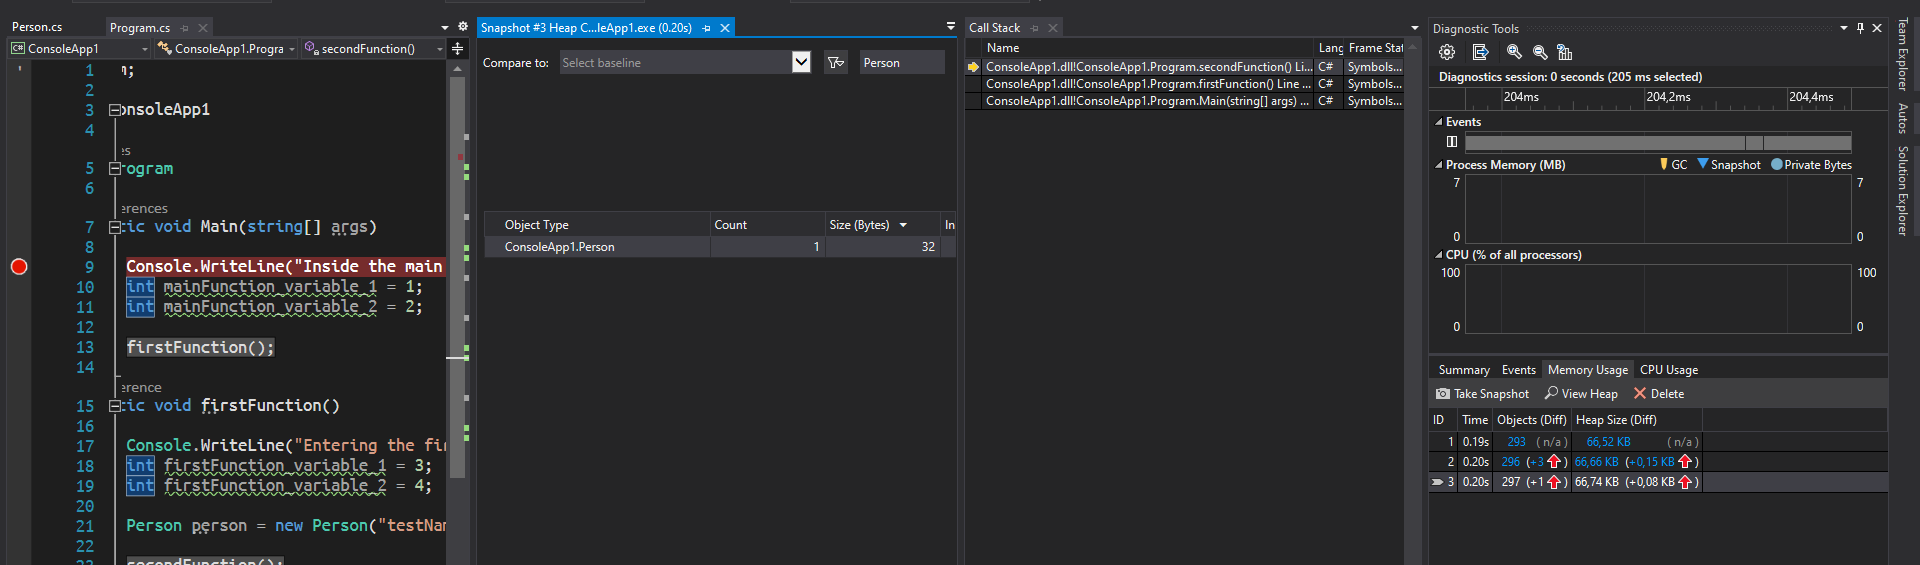 Person.cs
Program.cs
ConsoleApp1
ConsoleApp1.Progra
secondFunction()
1 ı;
2
3 onsoleApp1
4
es
5 rogram
6
erences
7 tic void Main(string[] args)
8
9 Console.WriteLine("Inside the main
10 int mainFunction_variable_1 = 1;
11 int mainFunction_variable_2 = 2;
12
13 firstFunction();
14
erence
15 tic void firstFunction()
16
17 Console.WriteLine("Entering the fi
18 int firstFunction_variable_1 = 3;
19 int firstFunction_variable_2 = 4;
20
21 Person person = new Person("testNa
22
secondFunction();
Snapshot #3 Heap C...leApp1.exe (0.20s)
Compare to: Select baseline
Person
Object Type Count Size (Bytes) In
ConsoleApp1.Person 1 32
Call Stack
Name Lang Frame Stat
ConsoleApp1.dll!ConsoleApp1.Program.secondFunction() Li... C# Symbols...
ConsoleApp1.dll!ConsoleApp1.Program.firstFunction() Line ... C# Symbols...
ConsoleApp1.dll!ConsoleApp1.Program.Main(string[] args) ... C# Symbols...
Diagnostic Tools
Diagnostics session: 0 seconds (205 ms selected)
204ms 204,2ms 204,4ms
Events
Process Memory (MB) GC Snapshot Private Bytes
7 7
0 0
CPU (% of all processors)
100 100
0 0
Summary Events Memory Usage CPU Usage
Take Snapshot View Heap Delete
ID Time Objects (Diff) Heap Size (Diff)
1 0.19s 293 (n/a) 66,52 KB (n/a)
2 0.20s 296 (+3 ) 66,66 KB (+0,15 KB )
3 0.20s 297 (+1 ) 66,74 KB (+0,08 KB )
Team Explorer
Autos
Solution Explorer